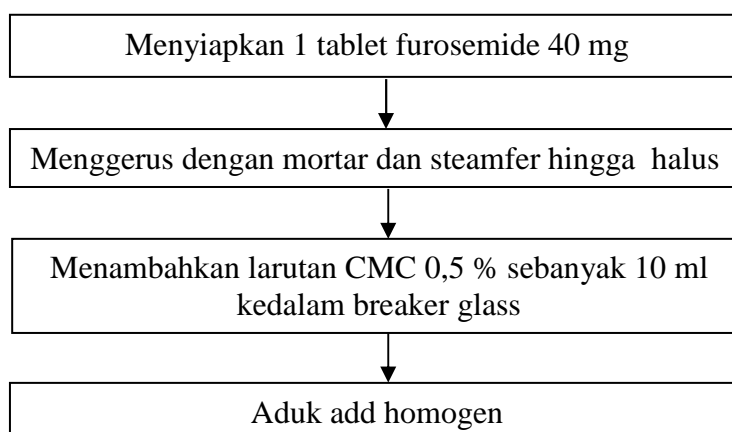 Menyiapkan 1 tablet furosemide 40 mg
Menggerus dengan mortar dan steamfer hingga halus
Menambahkan larutan CMC 0,5 % sebanyak 10 ml
kedalam breaker glass
Aduk add homogen